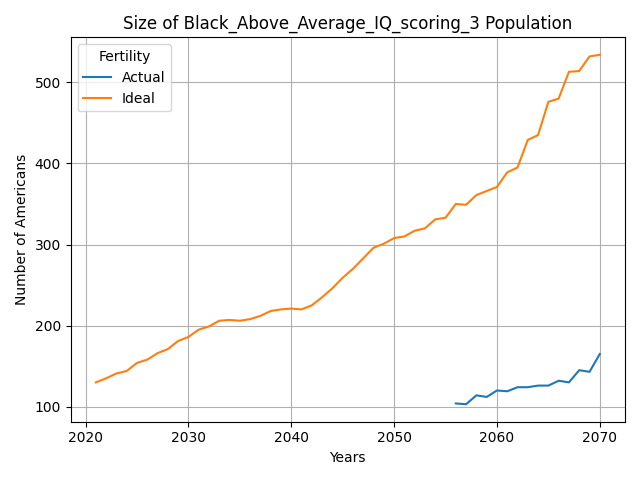 Size of Black_Above_Average_IQ_scoring_3 Population
Fertility
Actual
Ideal
500
400
300
200
100
Number of Americans
2020 2030 2040 2050 2060 2070
Years